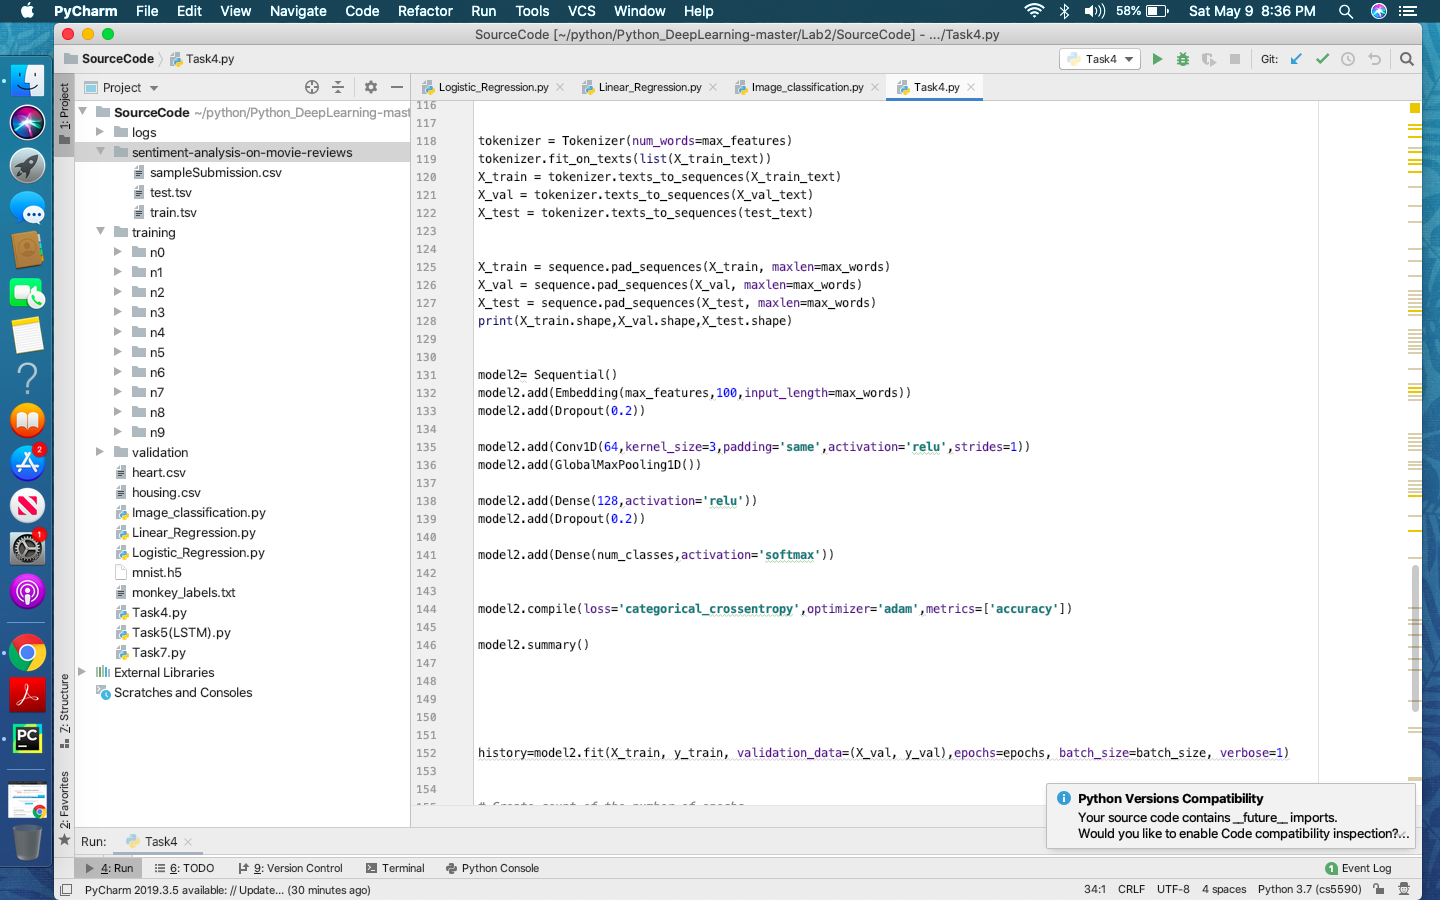 PyCharm File Edit View Navigate Code Refactor Run Tools VCS Window Help 58% Sat May 9 8:36 PM
SourceCode [~/python/Python_DeepLearning-master/Lab2/SourceCode] - .../Task4.py
SourceCode Task4.py Task4 Git:
Project
Logistic_Regression.py Linear_Regression.py Image_classification.py Task4.py
1: Project
SourceCode ~/python/Python_DeepLearning-mast
logs
sentiment-analysis-on-movie-reviews
sampleSubmission.csv
test.tsv
train.tsv
training
n0
n1
n2
n3
n4
n5
n6
n7
n8
n9
validation
heart.csv
housing.csv
Image_classification.py
Linear_Regression.py
Logistic_Regression.py
mnist.h5
monkey_labels.txt
Task4.py
Task5(LSTM).py
Task7.py
External Libraries
Scratches and Consoles
7: Structure
2: Favorites
2
1
PC
116
117
118 tokenizer = Tokenizer(num_words=max_features)
119 tokenizer.fit_on_texts(list(X_train_text))
120 X_train = tokenizer.texts_to_sequences(X_train_text)
121 X_val = tokenizer.texts_to_sequences(X_val_text)
122 X_test = tokenizer.texts_to_sequences(test_text)
123
124
125 X_train = sequence.pad_sequences(X_train, maxlen=max_words)
126 X_val = sequence.pad_sequences(X_val, maxlen=max_words)
127 X_test = sequence.pad_sequences(X_test, maxlen=max_words)
128 print(X_train.shape,X_val.shape,X_test.shape)
129
130
131 model2= Sequential()
132 model2.add(Embedding(max_features,100,input_length=max_words))
133 model2.add(Dropout(0.2))
134
135 model2.add(Conv1D(64,kernel_size=3,padding='same',activation='relu',strides=1))
136 model2.add(GlobalMaxPooling1D())
137
138 model2.add(Dense(128,activation='relu'))
139 model2.add(Dropout(0.2))
140
141 model2.add(Dense(num_classes,activation='softmax'))
142
143
144 model2.compile(loss='categorical_crossentropy',optimizer='adam',metrics=['accuracy'])
145
146 model2.summary()
147
148
149
150
151
152 history=model2.fit(X_train, y_train, validation_data=(X_val, y_val),epochs=epochs, batch_size=batch_size, verbose=1)
153
154
Python Versions Compatibility
Your source code contains __future__ imports.
Would you like to enable Code compatibility inspection?...
Run: Task4
4: Run 6: TODO 9: Version Control Terminal Python Console 1 Event Log
PyCharm 2019.3.5 available: // Update... (30 minutes ago) 34:1 CRLF UTF-8 4 spaces Python 3.7 (cs5590)